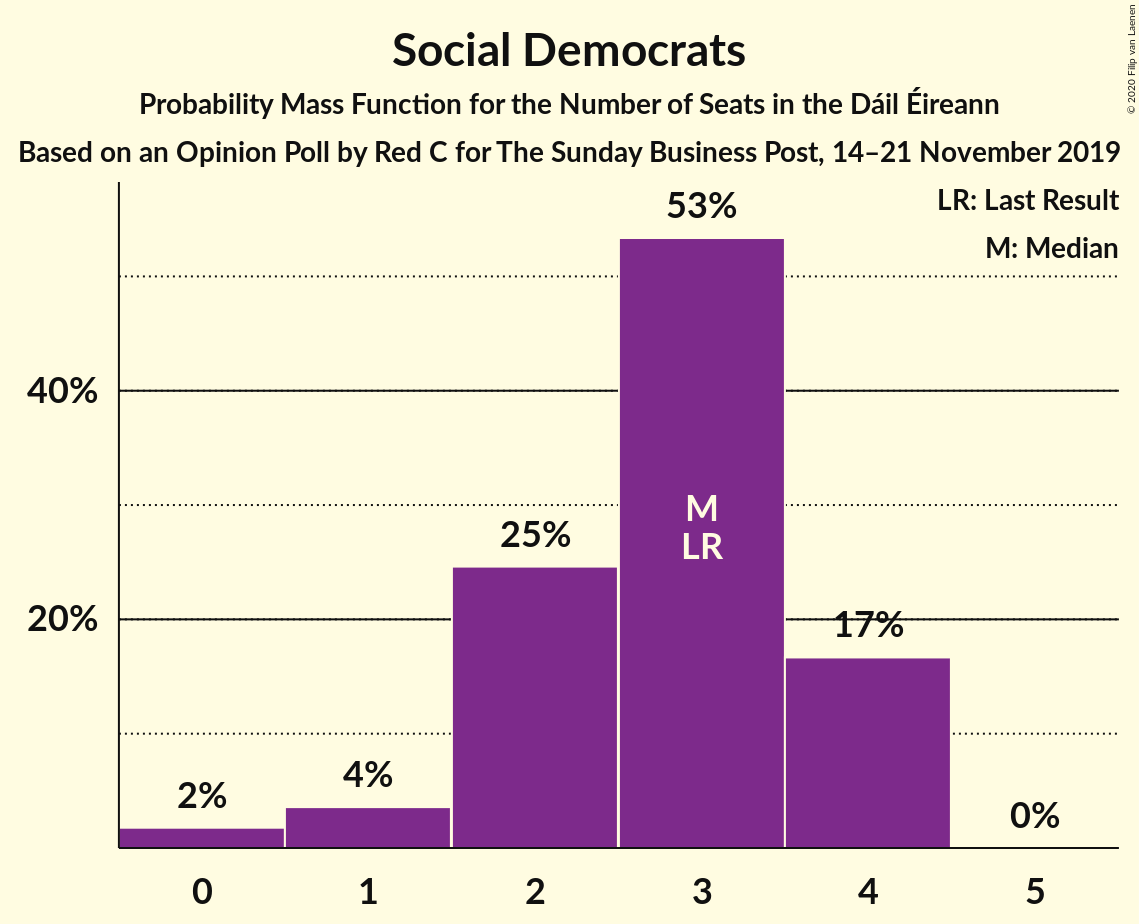 Social Democrats
Probability Mass Function for the Number of Seats in the Dáil Éireann
Based on an Opinion Poll by Red C for The Sunday Business Post, 14–21 November 2019
© 2020 Filip van Laenen
LR: Last Result
M: Median
53%
40%
M
LR
25%
20%
17%
4%
2%
0%
0 1 2 3 4 5